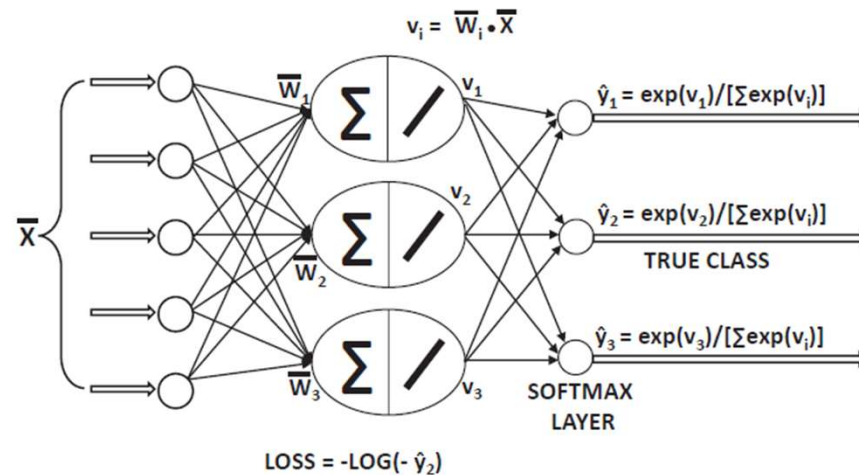 vᵢ = W̅ᵢ • X̅
X̅
W̅₁
W̅₂
W̅₃
Σ
Σ
Σ
v₁
v₂
v₃
ŷ₁ = exp(v₁)/[∑exp(vᵢ)]
ŷ₂ = exp(v₂)/[∑exp(vᵢ)]
TRUE CLASS
ŷ₃ = exp(v₃)/[∑exp(vᵢ)]
SOFTMAX
LAYER
LOSS = -LOG(- ŷ₂)